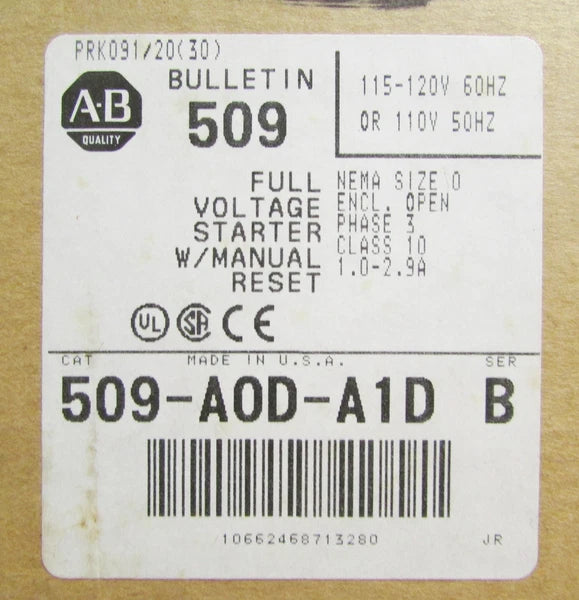 PRK091/20(30)
A·B
QUALITY
BULLETIN
509
115-120V 60HZ
OR 110V 50HZ
FULL
VOLTAGE
STARTER
W/MANUAL
RESET
NEMA SIZE 0
ENCL. OPEN
PHASE 3
CLASS 10
1.0-2.9A
UL SA CE
CAT MADE IN U.S.A. SER
509-A0D-A1D B
10662468713280 JR